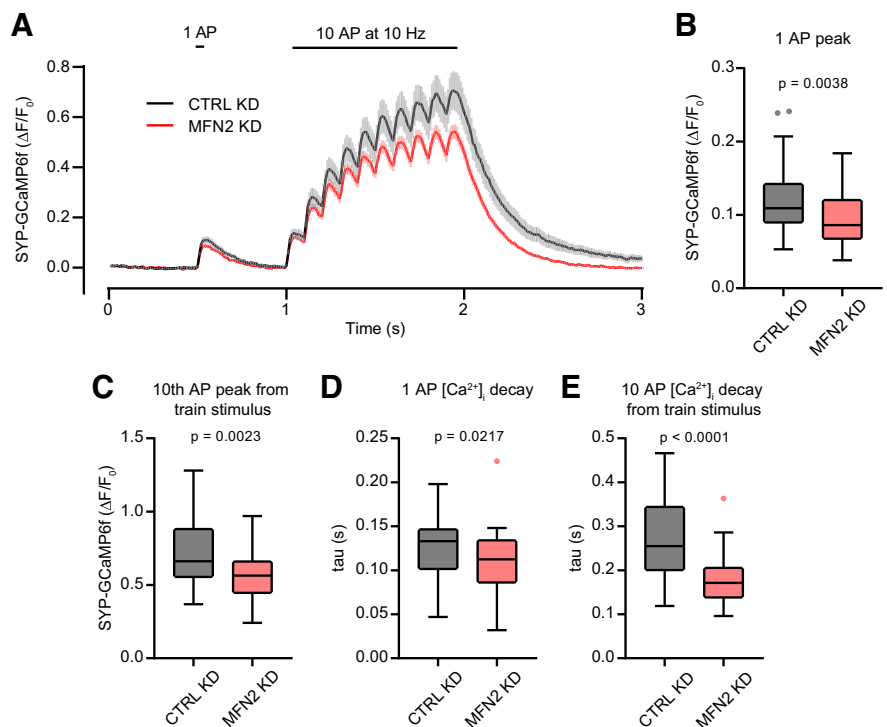 A
1 AP
10 AP at 10 Hz
CTRL KD
MFN2 KD
SYP-GCaMP6f (ΔF/F₀)
0.8
0.6
0.4
0.2
0.0
0
1
2
3
Time (s)
B
1 AP peak
p = 0.0038
SYP-GCaMP6f (ΔF/F₀)
0.3
0.2
0.1
0.0
CTRL KD
MFN2 KD
C
10th AP peak from
train stimulus
p = 0.0023
SYP-GCaMP6f (ΔF/F₀)
1.5
1.0
0.5
0.0
CTRL KD
MFN2 KD
D
1 AP [Ca²⁺]ᵢ decay
p = 0.0217
tau (s)
0.25
0.20
0.15
0.10
0.05
0.00
CTRL KD
MFN2 KD
E
10 AP [Ca²⁺]ᵢ decay
from train stimulus
p < 0.0001
tau (s)
0.5
0.4
0.3
0.2
0.1
0.0
CTRL KD
MFN2 KD